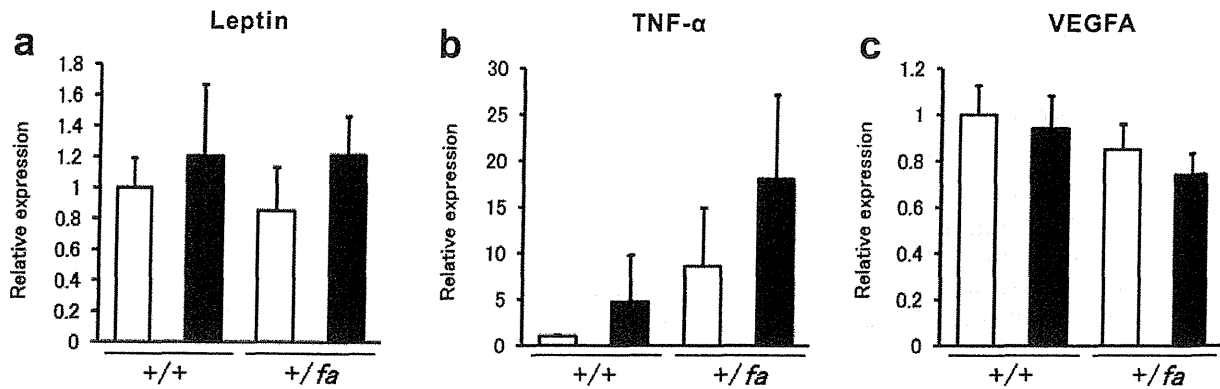 Leptin
TNF-α
VEGFA
a
b
c
Relative expression
1.8
1.6
1.4
1.2
1
0.8
0.6
0.4
0.2
0
+/+
+/fa
Relative expression
30
25
20
15
10
5
0
+/+
+/fa
Relative expression
1.2
1
0.8
0.6
0.4
0.2
0
+/+
+/fa